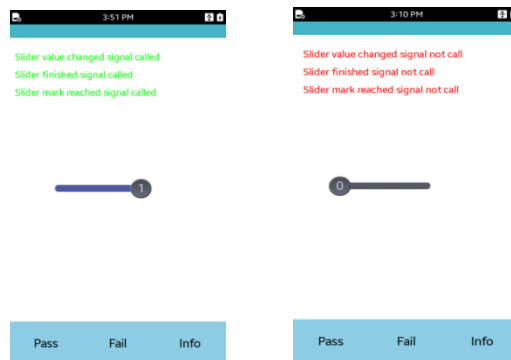 3:51 PM
Slider value changed signal called
Slider finished signal called
Slider mark reached signal called
1
Pass Fail Info
3:10 PM
Slider value changed signal not call
Slider finished signal not call
Slider mark reached signal not call
0
Pass Fail Info